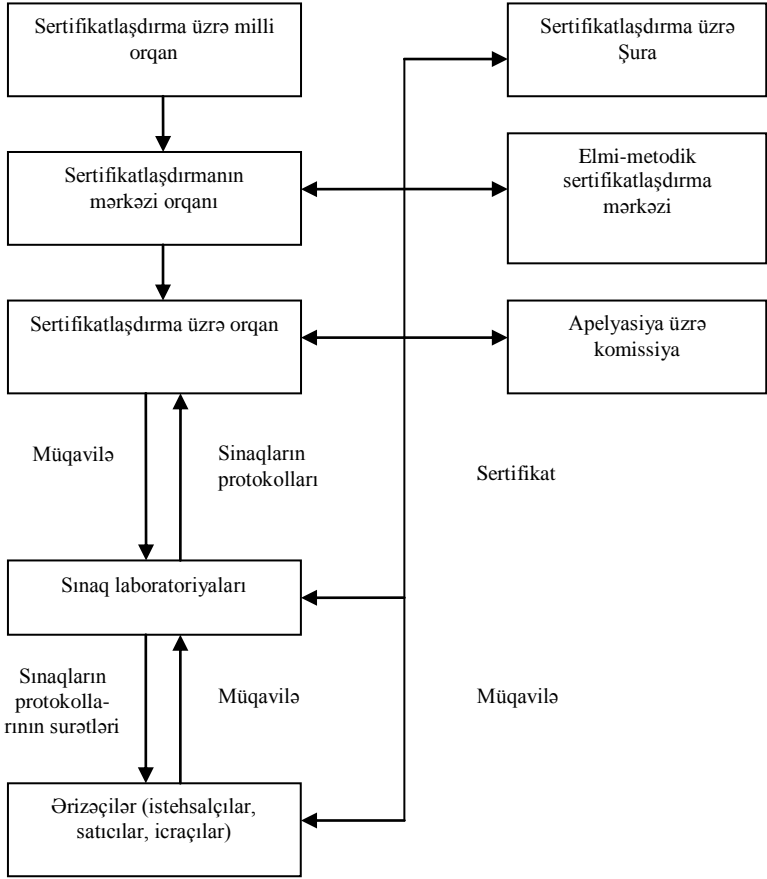 Sertifikatlaşdırma üzrə milli
orqan
Sertifikatlaşdırma üzrə
Şura
Sertifikatlaşdırmanın
mərkəzi orqanı
Elmi-metodik
sertifikatlaşdırma
mərkəzi
Sertifikatlaşdırma üzrə orqan
Apelyasiya üzrə
komissiya
Müqavilə
Sinaqların
protokolları
Sertifikat
Sınaq laboratoriyaları
Sınaqların
protokolla-
rının surətləri
Müqavilə
Müqavilə
Ərizəçilər (istehsalçılar,
satıcılar, icraçılar)